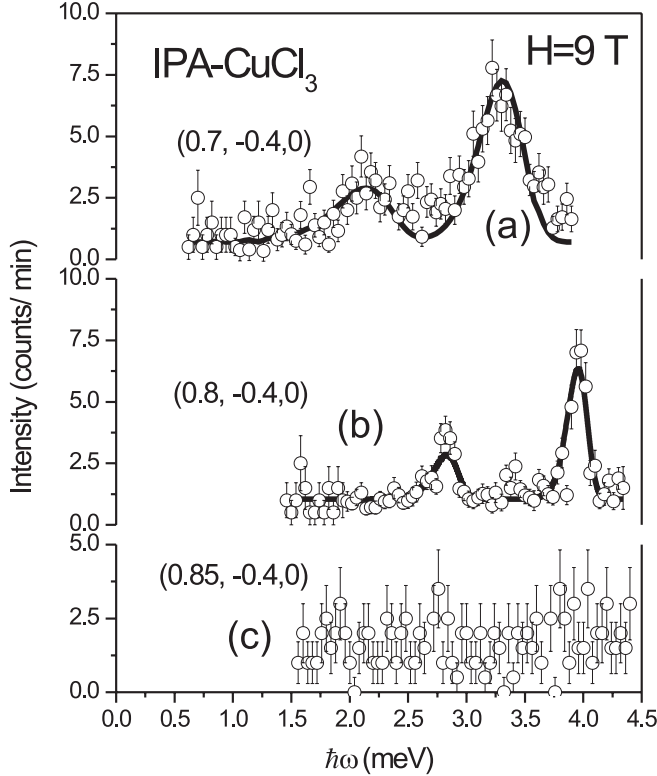 10.0
IPA-CuCl₃
H=9 T
7.5
(0.7, -0.4,0)
5.0
2.5
(a)
0.0
7.5
(0.8, -0.4,0)
5.0
(b)
2.5
0.0
5.0
(0.85, -0.4,0)
(c)
2.5
0.0
Intensity (counts/ min)
0.0 0.5 1.0 1.5 2.0 2.5 3.0 3.5 4.0 4.5
ℏω (meV)